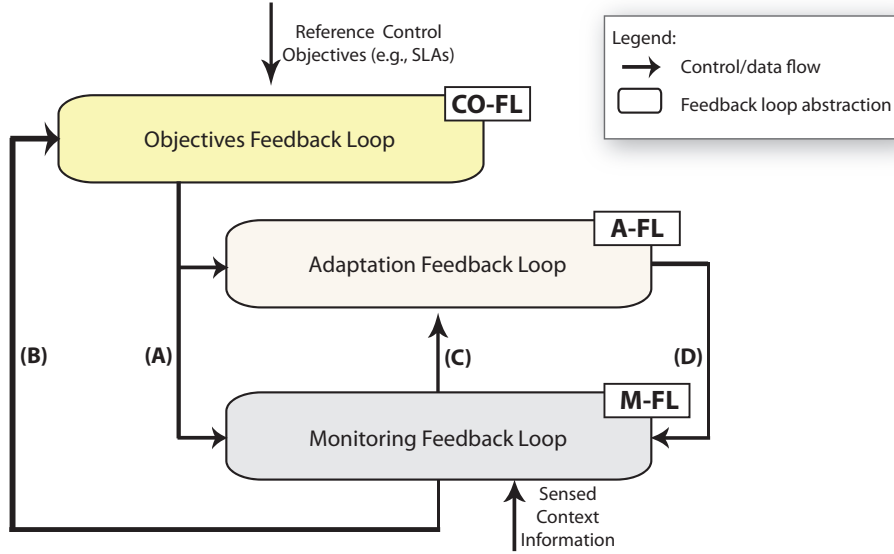 Reference Control
Objectives (e.g., SLAs)
Legend:
Control/data flow
Feedback loop abstraction
CO-FL
Objectives Feedback Loop
A-FL
Adaptation Feedback Loop
(B)
(A)
(C)
(D)
M-FL
Monitoring Feedback Loop
Sensed
Context
Information